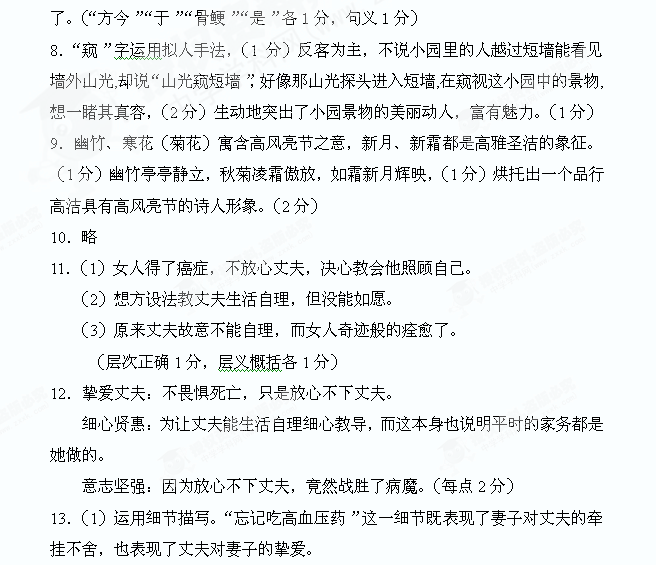 了。(“方今”“于”“骨鲠”“是”各1分，句义1分)
8．“窥”字运用拟人手法，(1 分) 反客为主，不说小园里的人越过短墙能看见
墙外山光,却说“山光窥短墙”，好像那山光探头进入短墙,在窥视这小园中的景物,
想一睹其真容，(2分) 生动地突出了小园景物的美丽动人，富有魅力。(1分)
9．幽竹、寒花（菊花）寓含高风亮节之意，新月、新霜都是高雅圣洁的象征。
（1分）幽竹亭亭静立，秋菊凌霜傲放，如霜新月辉映，(1分) 烘托出一个品行
高洁具有高风亮节的诗人形象。(2分)
10．略
11．(1) 女人得了癌症，不放心丈夫，决心教会他照顾自己。
(2) 想方设法教丈夫生活自理，但没能如愿。
(3) 原来丈夫故意不能自理，而女人奇迹般的痊愈了。
(层次正确1分，层义概括各1分)
12．挚爱丈夫：不畏惧死亡，只是放心不下丈夫。
细心贤惠：为让丈夫能生活自理细心教导，而这本身也说明平时的家务都是
她做的。
意志坚强：因为放心不下丈夫，竟然战胜了病魔。(每点2分)
13．(1) 运用细节描写。“忘记吃高血压药”这一细节既表现了妻子对丈夫的牵
挂不舍，也表现了丈夫对妻子的挚爱。